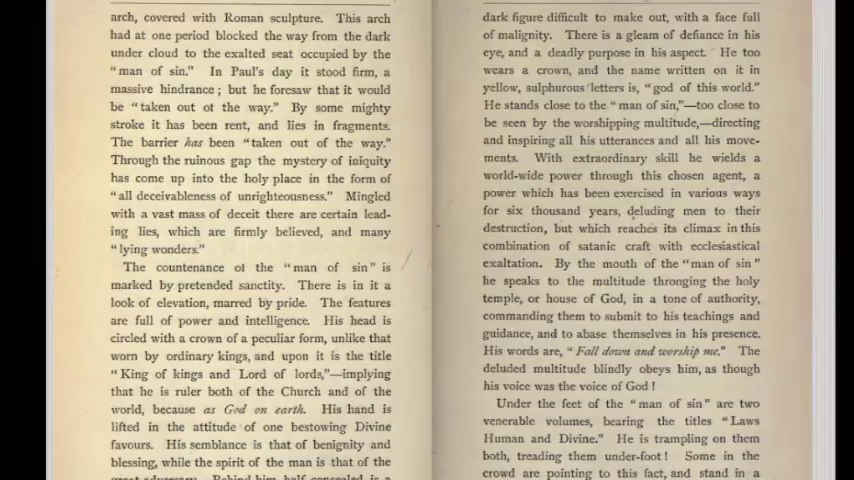 arch, covered with Roman sculpture. This arch
had at one period blocked the way from the dark
under cloud to the exalted seat occupied by the
"man of sin." In Paul's day it stood firm, a
massive hindrance; but he foresaw that it would
be "taken out ot the way." By some mighty
stroke it has been rent, and lies in fragments.
The barrier has been "taken out of the way."
Through the ruinous gap the mystery of iniquity
has come up into the holy place in the form of
"all deceivableness of unrighteousness." Mingled
with a vast mass of deceit there are certain lead-
ing lies, which are firmly believed, and many
"lying wonders."
The countenance ot the "man of sin" is
marked by pretended sanctity. There is in it a
look of elevation, marred by pride. The features
are full of power and intelligence. His head is
circled with a crown of a peculiar form, unlike that
worn by ordinary kings, and upon it is the title
"King of kings and Lord of lords,"—implying
that he is ruler both of the Church and of the
world, because as God on earth. His hand is
lifted in the attitude of one bestowing Divine
favours. His semblance is that of benignity and
blessing, while the spirit of the man is that of the
great adversary. Behind him, half concealed is a
dark figure difficult to make out, with a face full
of malignity. There is a gleam of defiance in his
eye, and a deadly purpose in his aspect. He too
wears a crown, and the name written on it in
yellow, sulphurous letters is, "god of this world."
He stands close to the "man of sin,"—too close to
be seen by the worshipping multitude,—directing
and inspiring all his utterances and all his move-
ments. With extraordinary skill he wields a
world-wide power through this chosen agent, a
power which has been exercised in various ways
for six thousand years, deluding men to their
destruction, but which reaches its climax in this
combination of satanic craft with ecclesiastical
exaltation. By the mouth of the "man of sin"
he speaks to the multitude thronging the holy
temple, or house of God, in a tone of authority,
commanding them to submit to his teachings and
guidance, and to abase themselves in his presence.
His words are, "Fall down and worship me." The
deluded multitude blindly obeys him, as though
his voice was the voice of God!
Under the feet of the "man of sin" are two
venerable volumes, bearing the titles "Laws
Human and Divine." He is trampling on them
both, treading them under-foot! Some in the
crowd are pointing to this fact, and stand in a